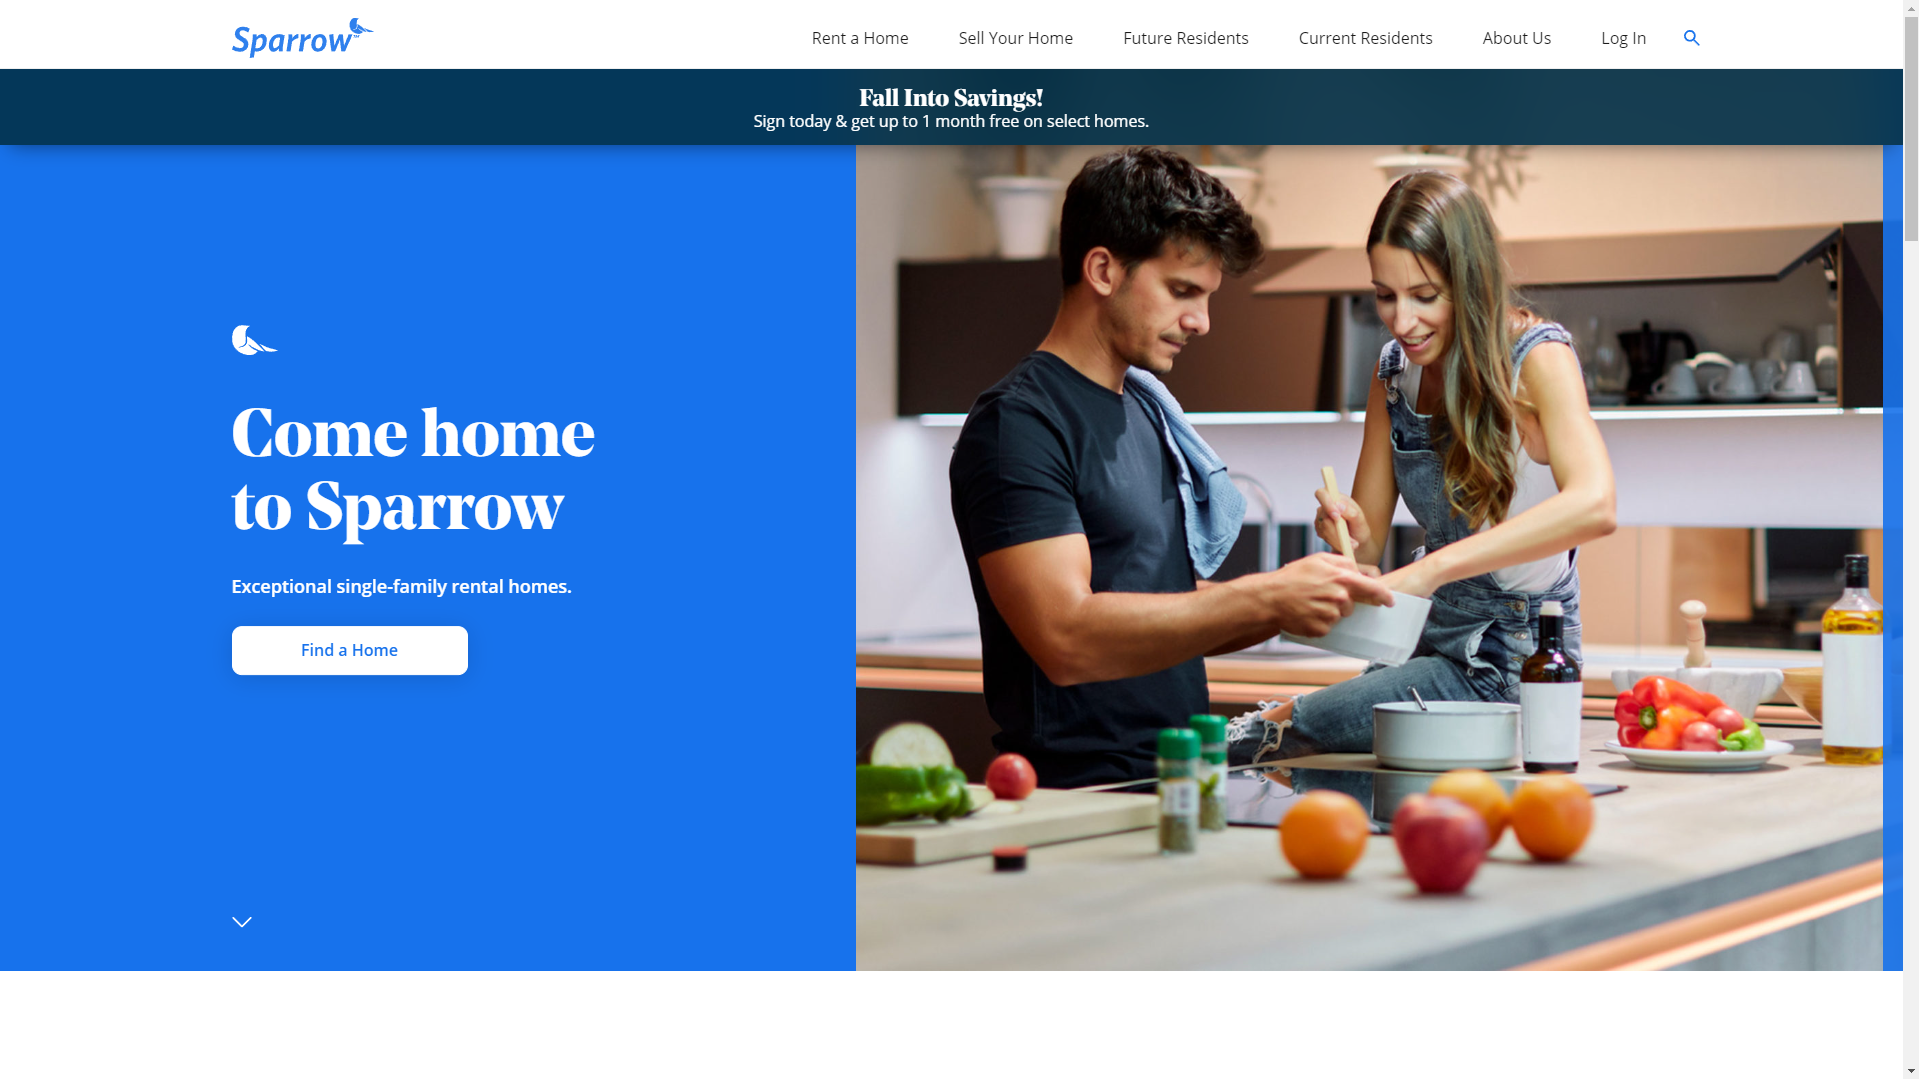 Sparrow™
Rent a Home
Sell Your Home
Future Residents
Current Residents
About Us
Log In
Fall Into Savings!
Sign today & get up to 1 month free on select homes.
Come home
to Sparrow
Exceptional single-family rental homes.
Find a Home